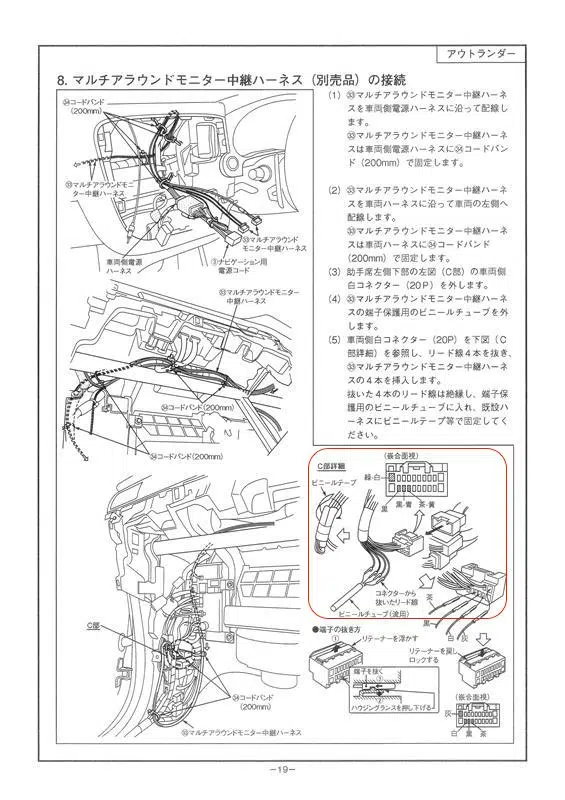 アウトランダー
8. マルチアラウンドモニター中継ハーネス（別売品）の接続
㉞コードバンド
（200mm）
㉝マルチアラウンドモニ
ター中継ハーネス
車両側電源
ハーネス
③ナビゲーション用
電源コード
㉝マルチアラウンド
モニター中継ハーネス
㉝マルチアラウンドモニター
中継ハーネス
㉞コードバンド（200mm）
㉞コードバンド（200mm）
C部
㉞コードバンド
（200mm）
㉝マルチアラウンドモニター中継ハーネス
（1）㉝マルチアラウンドモニター中継ハーネ
スを車両側電源ハーネスに沿って配線し
ます。
㉝マルチアラウンドモニター中継ハーネ
スは車両側電源ハーネスに㉞コードバン
ド（200mm）で固定します。
（2）㉝マルチアラウンドモニター中継ハーネ
スを車両ハーネスに沿って車両の左側へ
配線します。
㉝マルチアラウンドモニター中継ハーネ
スは車両ハーネスに㉞コードバンド
（200mm）で固定します。
（3）助手席左側下部の左図（C部）の車両側
白コネクター（20P）を外します。
（4）㉝マルチアラウンドモニター中継ハーネ
スの端子保護用のビニールチューブを外
します。
（5）車両側白コネクター（20P）を下図（C
部詳細）を参照し、リード線4本を抜き、
㉝マルチアラウンドモニター中継ハーネ
スの4本を挿入します。
抜いた4本のリード線は絶縁し、端子保
護用のビニールチューブに入れ、既設ハ
ーネスにビニールテープ等で固定してく
ださい。
C部詳細
（嵌合面視）
ビニールテープ
緑-白
黒
黒-青
茶-黄
コネクターから
抜いたリード線
ビニールチューブ（流用）
茶
黒
白
灰
●端子の抜き方
①
リテーナーを浮かす
リテーナーを戻し
ロックする
端子を抜く
①
②
ハウジングランスを押し下げる
（嵌合面視）
灰
白
黒
茶
－19－